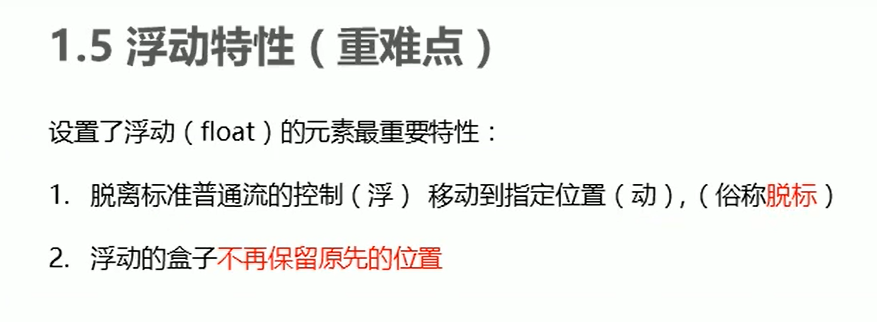 1.5 浮动特性（重难点）
设置了浮动（float）的元素最重要特性：
1. 脱离标准普通流的控制（浮） 移动到指定位置（动），（俗称脱标）
2. 浮动的盒子不再保留原先的位置